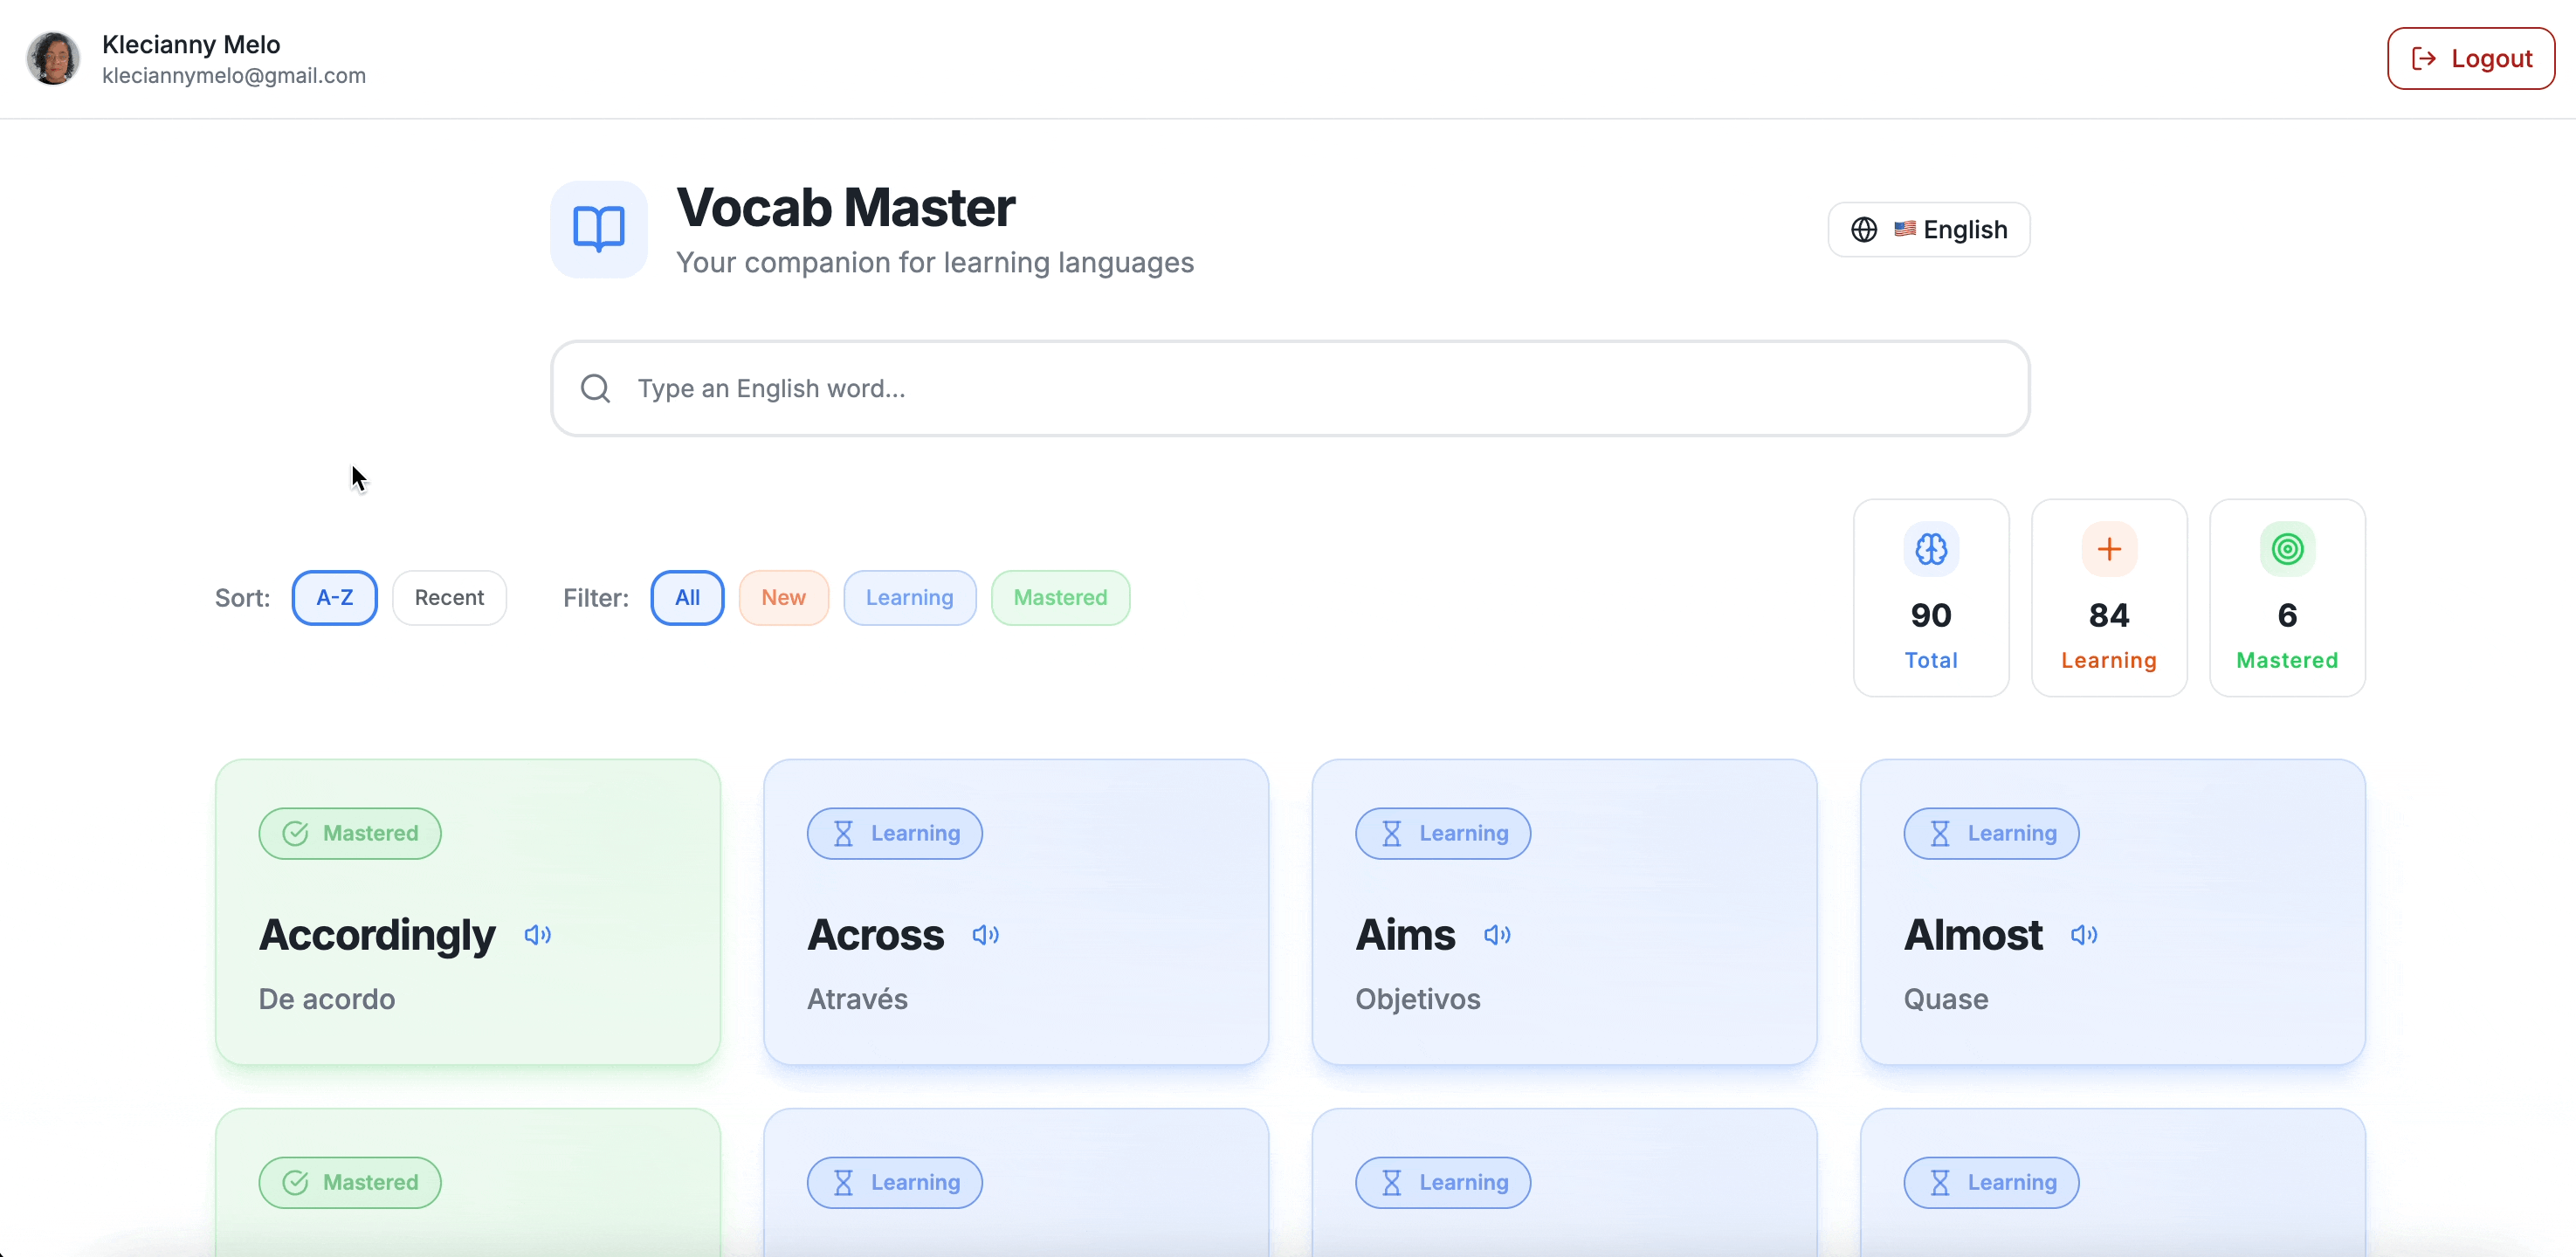 Klecianny Melo
kleciannymelo@gmail.com
Logout
Vocab Master
Your companion for learning languages
🇺🇸 English
Type an English word...
Sort: A-Z Recent Filter: All New Learning Mastered
90 84 6
Total Learning Mastered
Mastered Learning Learning Learning
Accordingly Across Aims Almost
De acordo Através Objetivos Quase
Mastered Learning Learning Learning